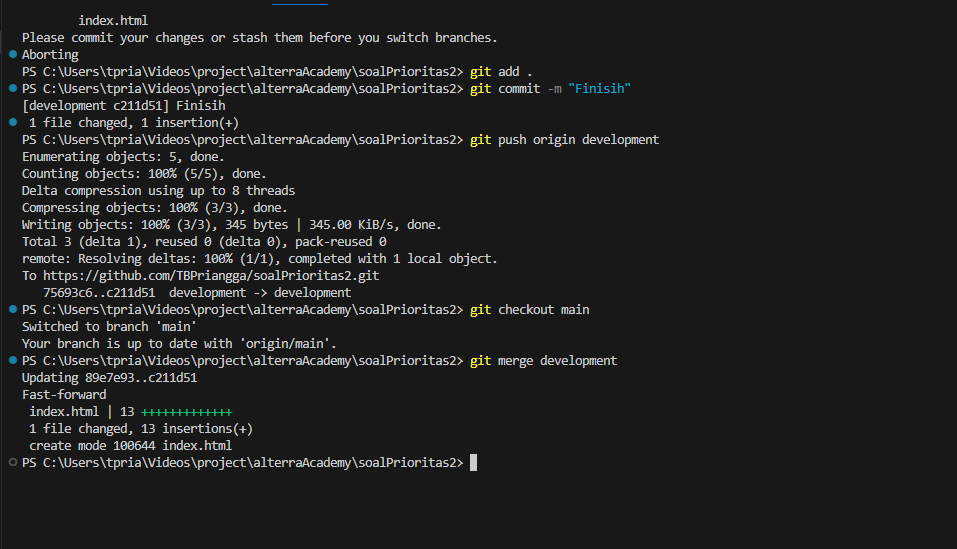 index.html
Please commit your changes or stash them before you switch branches.
Aborting
PS C:\Users\tpria\Videos\project\alterraAcademy\soalPrioritas2> git add .
PS C:\Users\tpria\Videos\project\alterraAcademy\soalPrioritas2> git commit -m "Finisih"
[development c211d51] Finisih
1 file changed, 1 insertion(+)
PS C:\Users\tpria\Videos\project\alterraAcademy\soalPrioritas2> git push origin development
Enumerating objects: 5, done.
Counting objects: 100% (5/5), done.
Delta compression using up to 8 threads
Compressing objects: 100% (3/3), done.
Writing objects: 100% (3/3), 345 bytes | 345.00 KiB/s, done.
Total 3 (delta 1), reused 0 (delta 0), pack-reused 0
remote: Resolving deltas: 100% (1/1), completed with 1 local object.
To https://github.com/TBPriangga/soalPrioritas2.git
75693c6..c211d51  development -> development
PS C:\Users\tpria\Videos\project\alterraAcademy\soalPrioritas2> git checkout main
Switched to branch 'main'
Your branch is up to date with 'origin/main'.
PS C:\Users\tpria\Videos\project\alterraAcademy\soalPrioritas2> git merge development
Updating 89e7e93..c211d51
Fast-forward
index.html | 13 +++++++++++++
1 file changed, 13 insertions(+)
create mode 100644 index.html
PS C:\Users\tpria\Videos\project\alterraAcademy\soalPrioritas2>